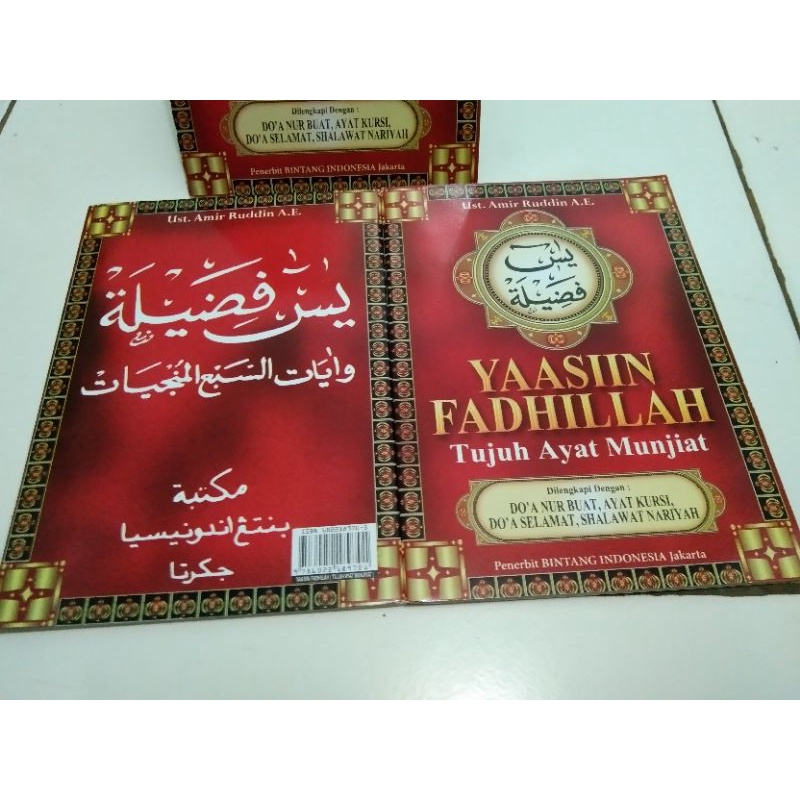 Dilengkapi Dengan :
DO'A NUR BUAT, AYAT KURSI,
DO'A SELAMAT, SHALAWAT NARIYAH
Penerbit BINTANG INDONESIA Jakarta
Ust. Amir Ruddin A.E.
يس فضيلة
وايات السبع المنجيات
مكتبة
بنتڠ اندونيسيا
جكرتا
Ust. Amir Ruddin A.E.
يس
فضيلة
YAASIIN
FADHILLAH
Tujuh Ayat Munjiat
Dilengkapi Dengan :
DO'A NUR BUAT, AYAT KURSI,
DO'A SELAMAT, SHALAWAT NARIYAH
Penerbit BINTANG INDONESIA Jakarta